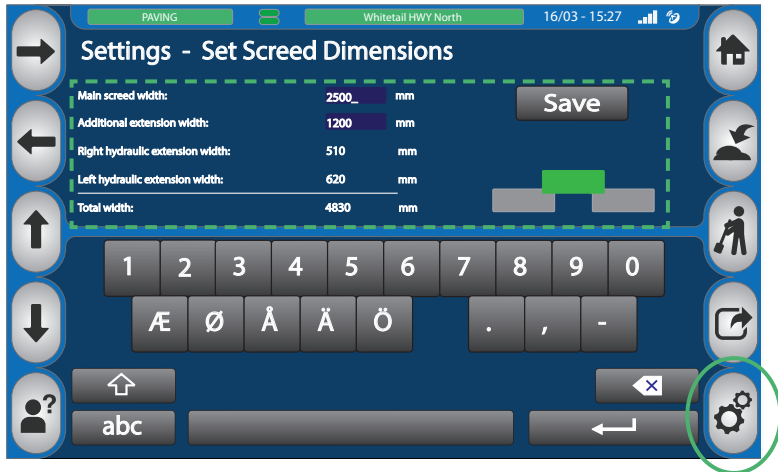 PAVING Whitetail HWY North 16/03 - 15:27
Settings - Set Screed Dimensions
Main screed width: 2500_ mm
Save
Additional extension width: 1200 mm
Right hydraulic extension width: 510 mm
Left hydraulic extension width: 620 mm
Total width: 4830 mm
1 2 3 4 5 6 7 8 9 0
Æ Ø Å Ä Ö . , -
?
abc